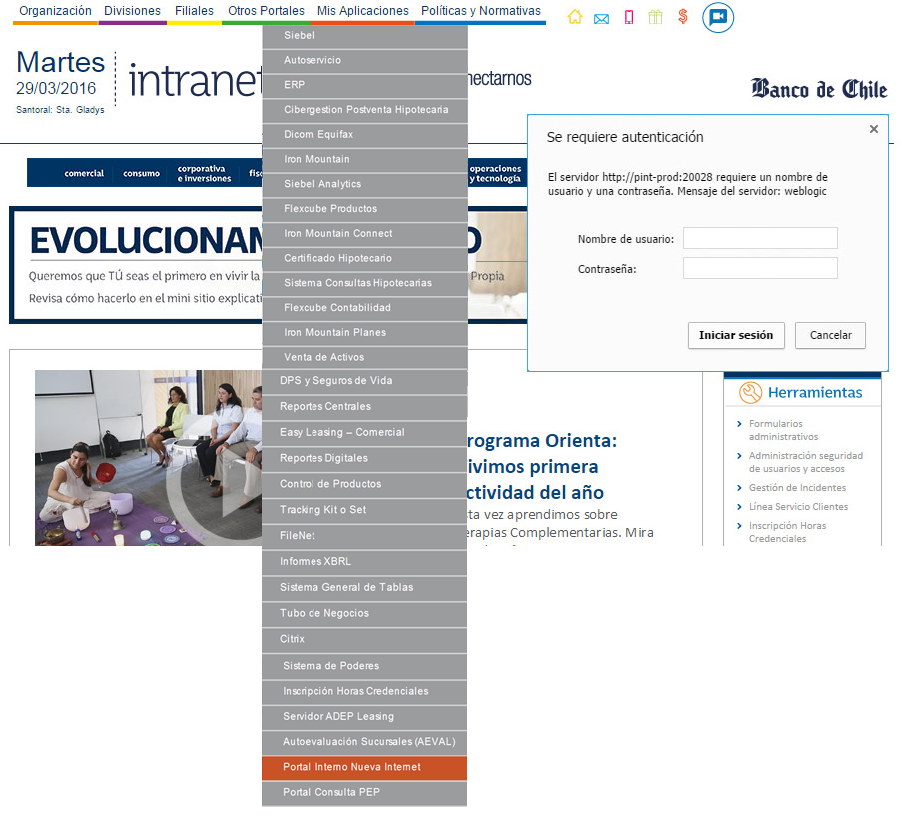 Organización Divisiones Filiales Otros Portales Mis Aplicaciones Políticas y Normativas
Martes
29/03/2016
Santoral: Sta. Gladys
intranet
nectarnos
Banco de Chile
comercial consumo corporativa
e inversiones
operaciones
y tecnología
EVOLUCIONAM
Queremos que TÚ seas el primero en vivir la
Propia
Revisa cómo hacerlo en el mini sitio explicati
Siebel
Autoservicio
ERP
Cibergestion Postventa Hipotecaria
Dicom Equifax
Iron Mountain
Siebel Analytics
Flexcube Productos
Iron Mountain Connect
Certificado Hipotecario
Sistema Consultas Hipotecarias
Flexcube Contabilidad
Iron Mountain Planes
Venta de Activos
DPS y Seguros de Vida
Reportes Centrales
Easy Leasing – Comercial
Reportes Digitales
Control de Productos
Tracking Kit o Set
FileNet
Informes XBRL
Sistema General de Tablas
Tubo de Negocios
Citrix
Sistema de Poderes
Inscripción Horas Credenciales
Servidor ADEP Leasing
Autoevaluación Sucursales (AEVAL)
Portal Interno Nueva Internet
Portal Consulta PEP
Se requiere autenticación
El servidor http://pint-prod:20028 requiere un nombre de
usuario y una contraseña. Mensaje del servidor: weblogic
Nombre de usuario:
Contraseña:
Iniciar sesión Cancelar
rograma Orienta:
ivimos primera
ctividad del año
sta vez aprendimos sobre
erapias Complementarias. Mira
Herramientas
Formularios
administrativos
Administración seguridad
de usuarios y accesos
Gestión de Incidentes
Línea Servicio Clientes
Inscripción Horas
Credenciales